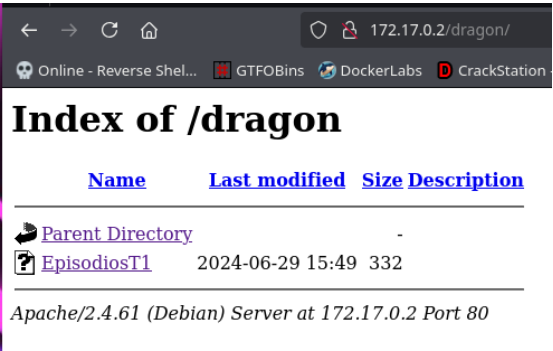 172.17.0.2/dragon/
Online - Reverse Shel... GTFOBins DockerLabs CrackStation -
Index of /dragon
Name Last modified Size Description
Parent Directory -
EpisodiosT1 2024-06-29 15:49 332
Apache/2.4.61 (Debian) Server at 172.17.0.2 Port 80